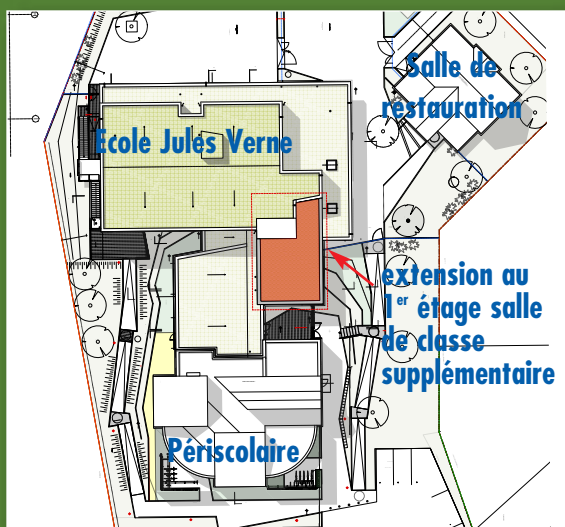 Salle de
restauration
Ecole Jules Verne
extension au
1er étage salle
de classe
supplémentaire
Périscolaire